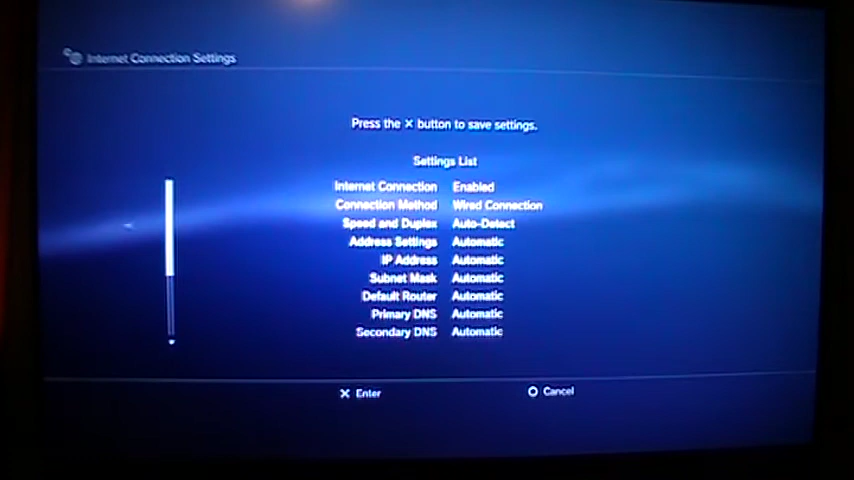 Internet Connection Settings
Press the ✕ button to save settings.
Settings List
Internet Connection Enabled
Connection Method Wired Connection
Speed and Duplex Auto-Detect
Address Settings Automatic
IP Address Automatic
Subnet Mask Automatic
Default Router Automatic
Primary DNS Automatic
Secondary DNS Automatic
✕ Enter ○ Cancel